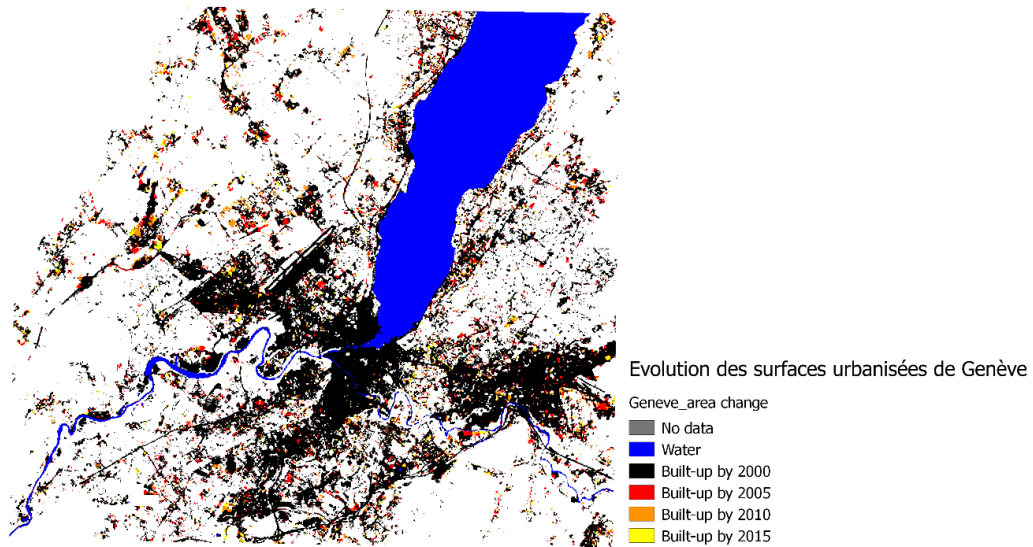 Evolution des surfaces urbanisées de Genève
Geneve_area change
No data
Water
Built-up by 2000
Built-up by 2005
Built-up by 2010
Built-up by 2015